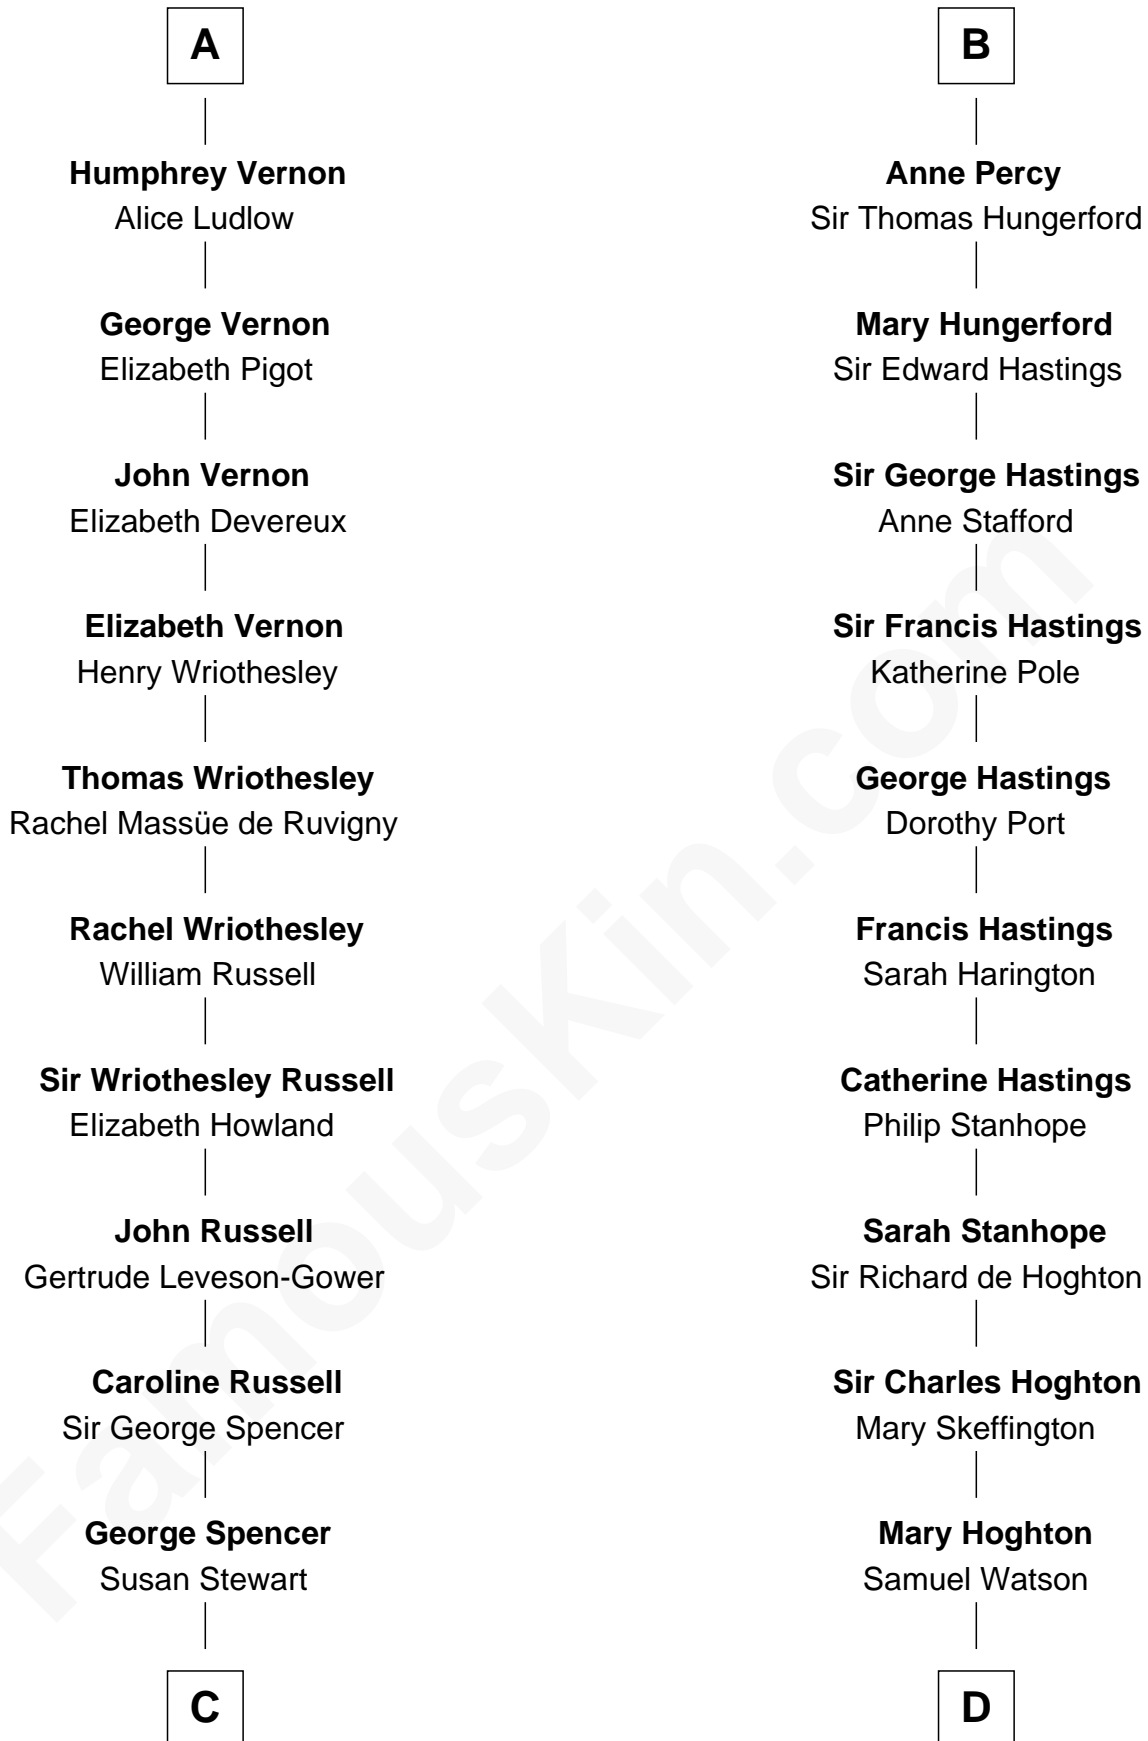 A
Humphrey Vernon
Alice Ludlow
George Vernon
Elizabeth Pigot
John Vernon
Elizabeth Devereux
Elizabeth Vernon
Henry Wriothesley
Thomas Wriothesley
Rachel Massüe de Ruvigny
Rachel Wriothesley
William Russell
Sir Wriothesley Russell
Elizabeth Howland
John Russell
Gertrude Leveson-Gower
Caroline Russell
Sir George Spencer
George Spencer
Susan Stewart
C
B
Anne Percy
Sir Thomas Hungerford
Mary Hungerford
Sir Edward Hastings
Sir George Hastings
Anne Stafford
Sir Francis Hastings
Katherine Pole
George Hastings
Dorothy Port
Francis Hastings
Sarah Harington
Catherine Hastings
Philip Stanhope
Sarah Stanhope
Sir Richard de Hoghton
Sir Charles Hoghton
Mary Skeffington
Mary Hoghton
Samuel Watson
D
FamousKin.com